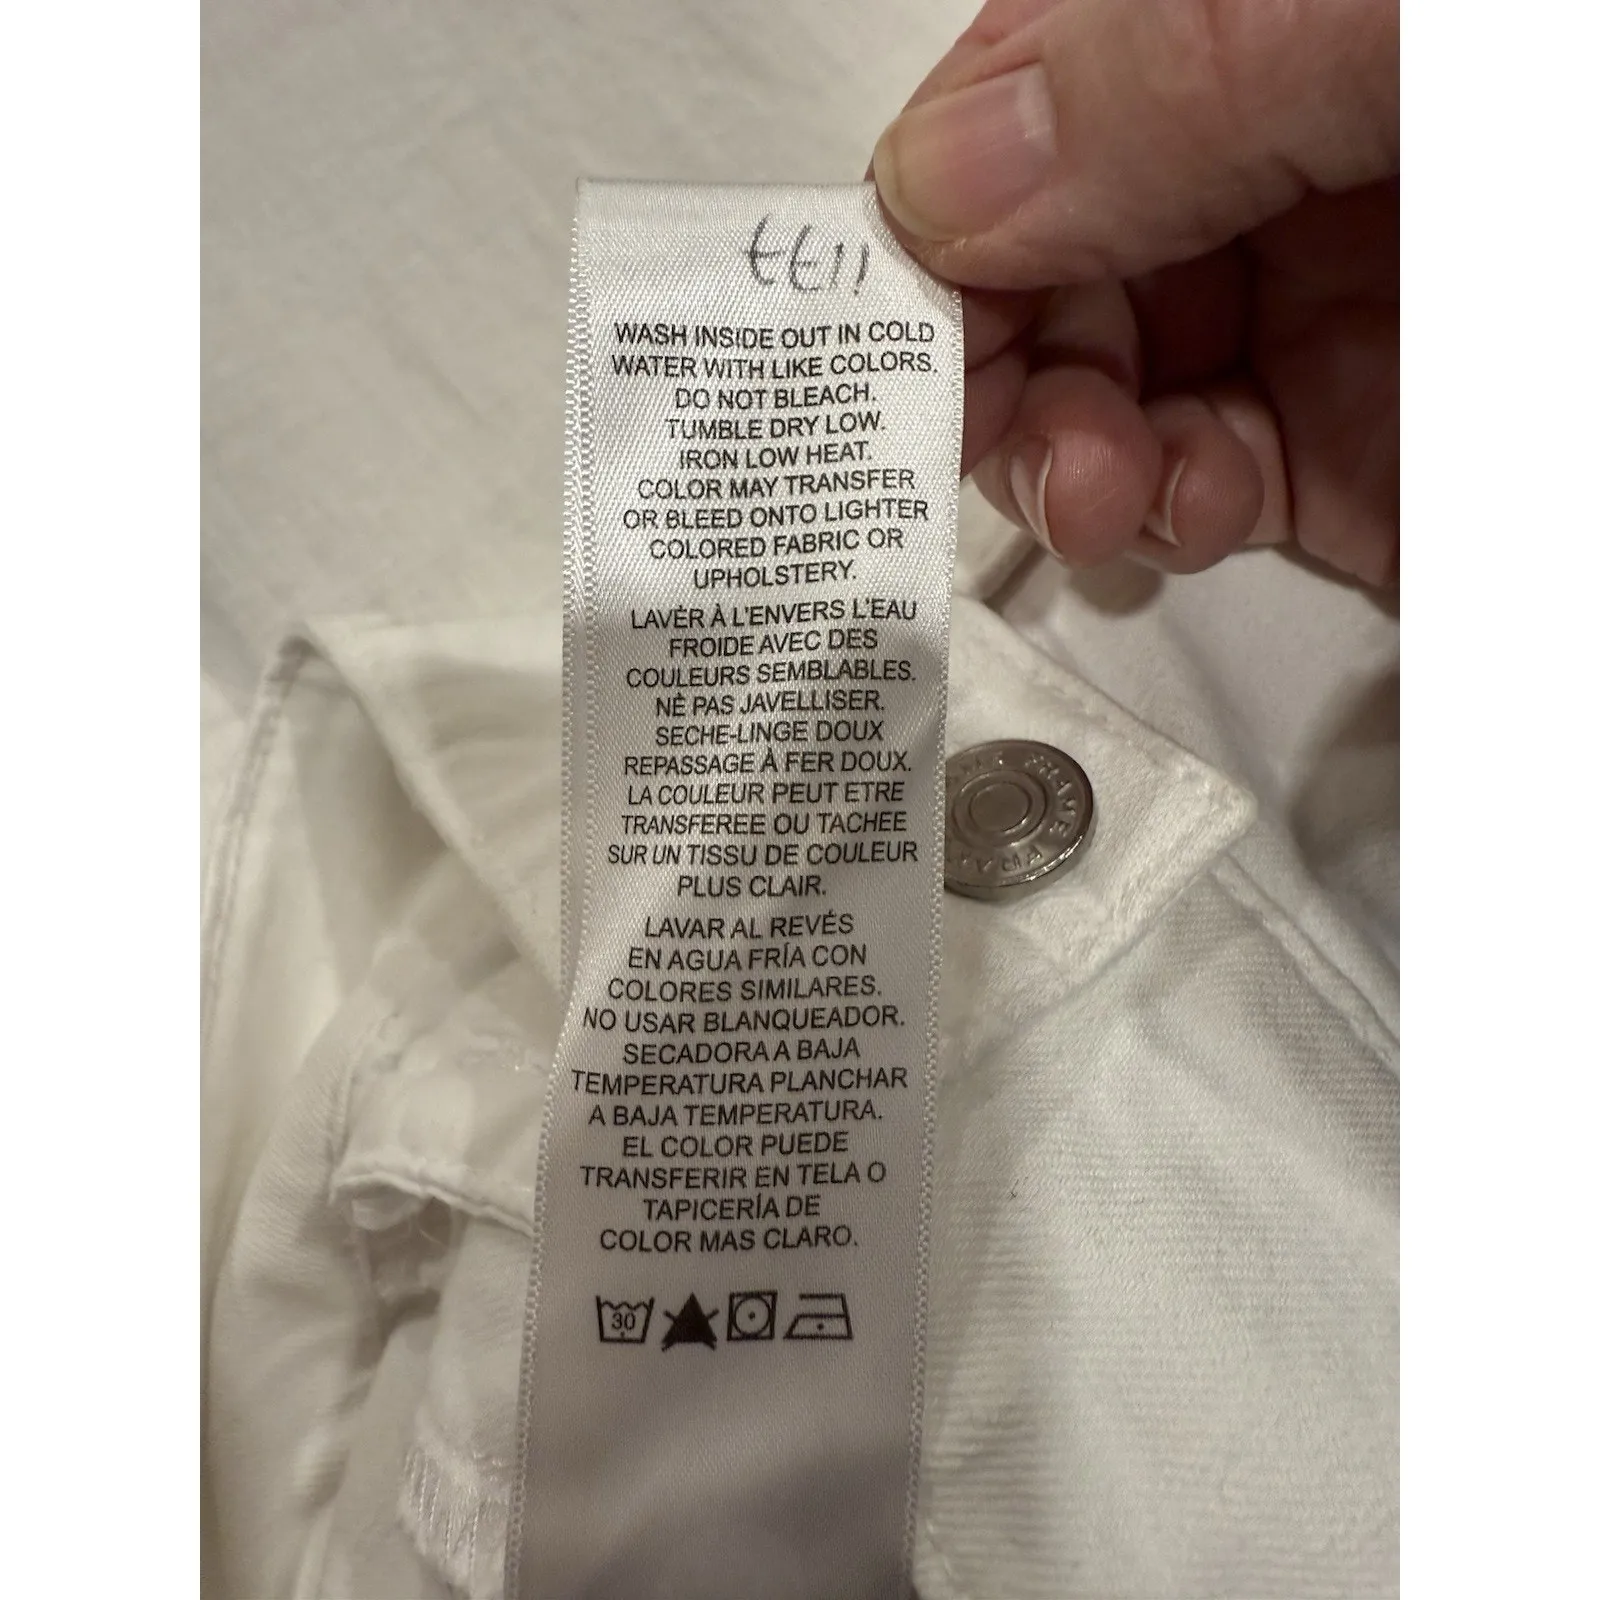 WASH INSIDE OUT IN COLD
WATER WITH LIKE COLORS.
DO NOT BLEACH.
TUMBLE DRY LOW.
IRON LOW HEAT.
COLOR MAY TRANSFER
OR BLEED ONTO LIGHTER
COLORED FABRIC OR
UPHOLSTERY.
LAVÈR À L'ENVERS L'EAU
FROIDE AVEC DES
COULEURS SEMBLABLES.
NÈ PAS JAVELLISER.
SECHE-LINGE DOUX
REPASSAGE À FER DOUX.
LA COULEUR PEUT ETRE
TRANSFEREE OU TACHEE
SUR UN TISSU DE COULEUR
PLUS CLAIR.
LAVAR AL REVÉS
EN AGUA FRÍA CON
COLORES SIMILARES.
NO USAR BLANQUEADOR.
SECADORA A BAJA
TEMPERATURA PLANCHAR
A BAJA TEMPERATURA.
EL COLOR PUEDE
TRANSFERIR EN TELA O
TAPICERÍA DE
COLOR MAS CLARO.
30
FRAME